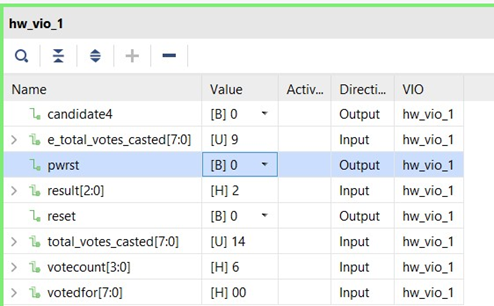 hw_vio_1
Name Value Activ... Directi... VIO
candidate4 [B] 0 Output hw_vio_1
e_total_votes_casted[7:0] [U] 9 Input hw_vio_1
pwrst [B] 0 Output hw_vio_1
result[2:0] [H] 2 Input hw_vio_1
reset [B] 0 Output hw_vio_1
total_votes_casted[7:0] [U] 14 Input hw_vio_1
votecount[3:0] [H] 6 Input hw_vio_1
votedfor[7:0] [H] 00 Input hw_vio_1